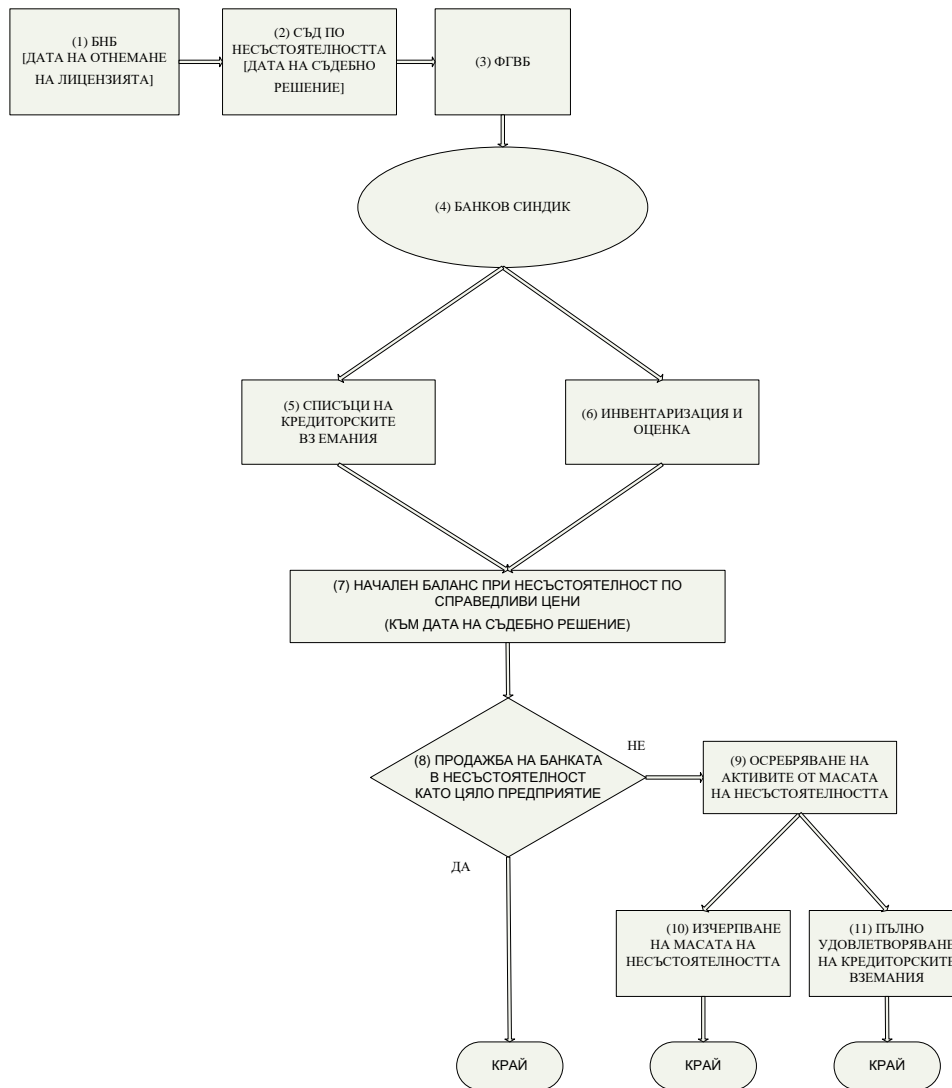 (1) БНБ
[ДАТА НА ОТНЕМАНЕ
НА ЛИЦЕНЗИЯТА]
(2) СЪД ПО
НЕСЪСТОЯТЕЛНОСТТА
[ДАТА НА СЪДЕБНО
РЕШЕНИЕ]
(3) ФГВБ
(4) БАНКОВ СИНДИК
(5) СПИСЪЦИ НА
КРЕДИТОРСКИТЕ
ВЗ ЕМАНИЯ
(6) ИНВЕНТАРИЗАЦИЯ И
ОЦЕНКА
(7) НАЧАЛЕН БАЛАНС ПРИ НЕСЪСТОЯТЕЛНОСТ ПО
СПРАВЕДЛИВИ ЦЕНИ
(КЪМ ДАТА НА СЪДЕБНО РЕШЕНИЕ)
(8) ПРОДАЖБА НА БАНКАТА
В НЕСЪСТОЯТЕЛНОСТ
КАТО ЦЯЛО ПРЕДПРИЯТИЕ
НЕ
(9) ОСРЕБРЯВАНЕ НА
АКТИВИТЕ ОТ МАСАТА
НА НЕСЪСТОЯТЕЛНОСТТА
ДА
(10) ИЗЧЕРПВАНЕ
НА МАСАТА НА
НЕСЪСТОЯТЕЛНОСТТА
(11) ПЪЛНО
УДОВЛЕТВОРЯВАНЕ
НА КРЕДИТОРСКИТЕ
ВЗЕМАНИЯ
КРАЙ
КРАЙ
КРАЙ